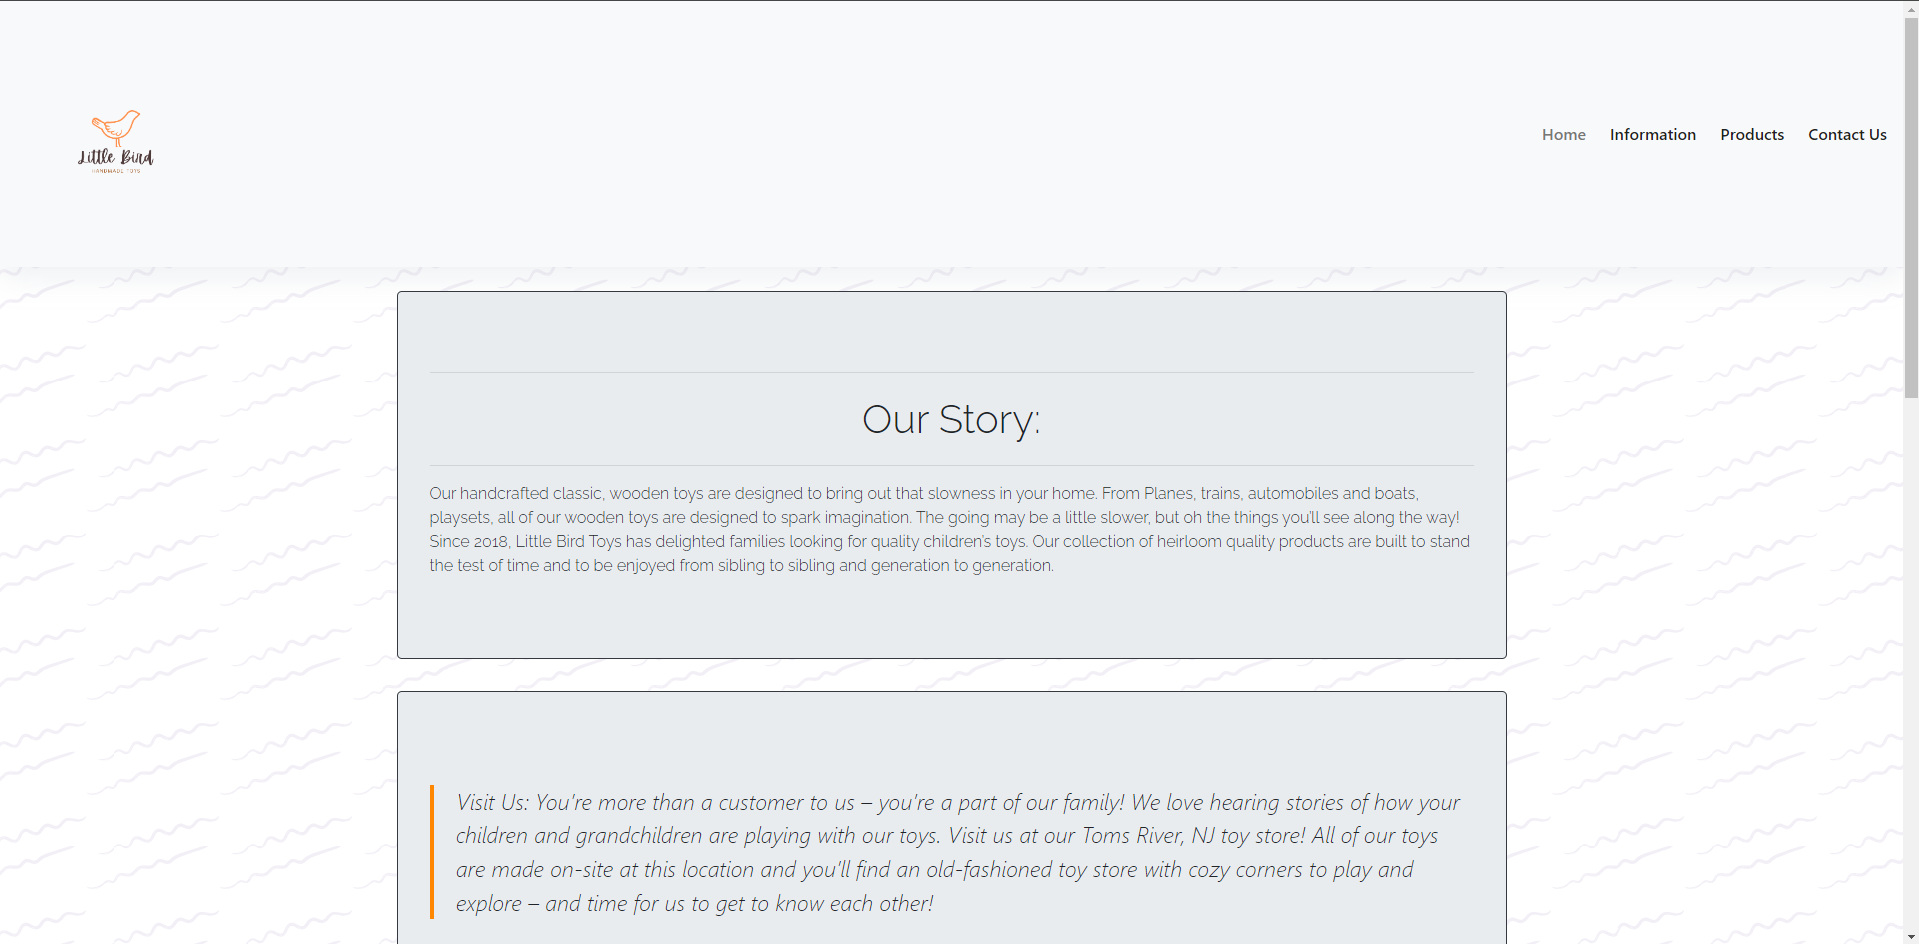 Little Bird
HANDMADE TOYS
Home Information Products Contact Us
Our Story:
Our handcrafted classic, wooden toys are designed to bring out that slowness in your home. From Planes, trains, automobiles and boats,
playsets, all of our wooden toys are designed to spark imagination. The going may be a little slower, but oh the things you'll see along the way!
Since 2018, Little Bird Toys has delighted families looking for quality children's toys. Our collection of heirloom quality products are built to stand
the test of time and to be enjoyed from sibling to sibling and generation to generation.
Visit Us: You're more than a customer to us – you're a part of our family! We love hearing stories of how your
children and grandchildren are playing with our toys. Visit us at our Toms River, NJ toy store! All of our toys
are made on-site at this location and you'll find an old-fashioned toy store with cozy corners to play and
explore – and time for us to get to know each other!